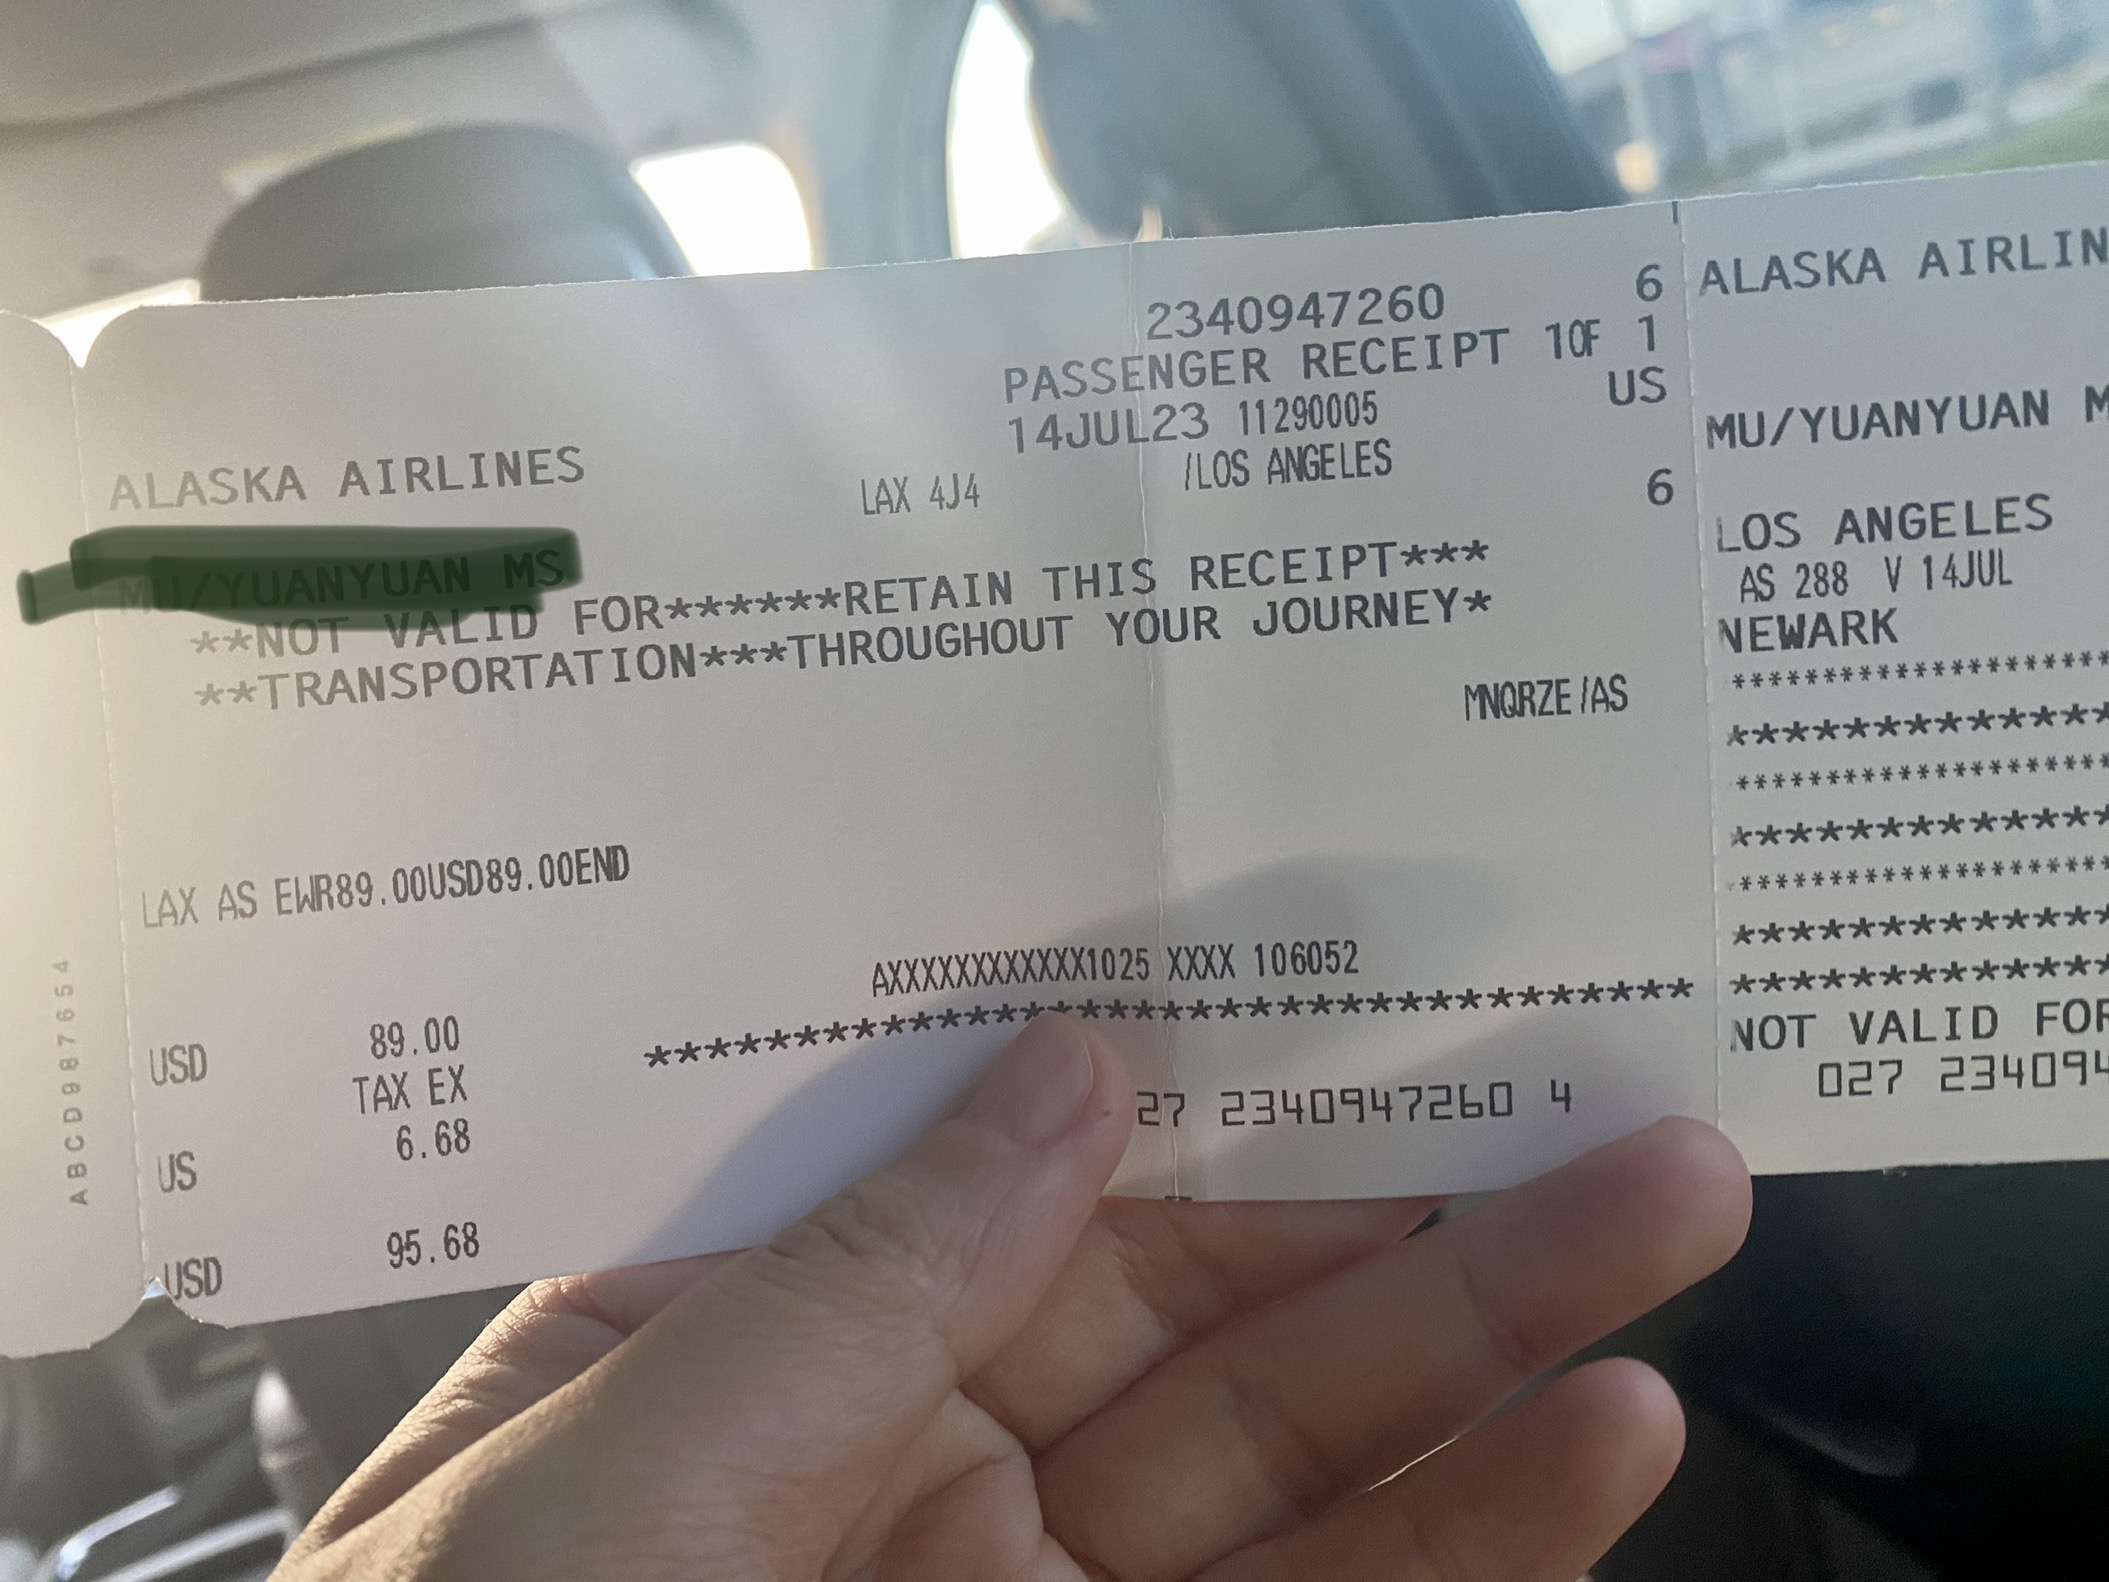 2340947260 6
PASSENGER RECEIPT 1OF 1
14JUL23 11290005 US
ALASKA AIRLINES LAX 4J4 /LOS ANGELES
MU/YUANYUAN MS 6
**NOT VALID FOR******RETAIN THIS RECEIPT***
**TRANSPORTATION***THROUGHOUT YOUR JOURNEY*
MNQRZE/AS
LAX AS EWR89.00USD89.00END
AXXXXXXXXXXXX1025 XXXX 106052
USD 89.00 ************************************
TAX EX
US 6.68
27 2340947260 4
USD 95.68
ABCD987654
ALASKA AIRLIN
MU/YUANYUAN M
LOS ANGELES
AS 288 V 14JUL
NEWARK
*********************
**************
*********************
**************
*********************
**************
**************
NOT VALID FOR
027 234094